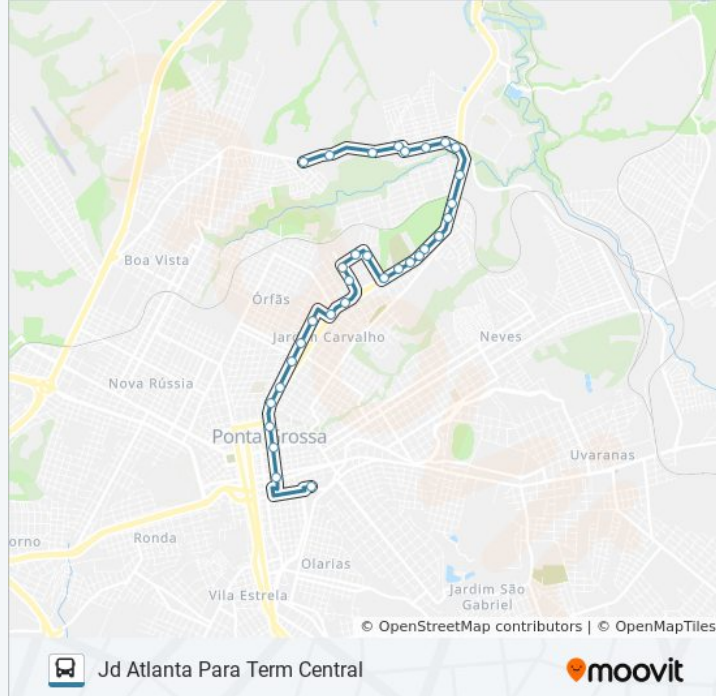 Boa Vista
Órfãs
Jardim Carvalho
Neves
Nova Rússia
Ponta Grossa
Uvaranas
orno
Ronda
Olarias
Vila Estrela
Jardim São
Gabriel
© OpenStreetMap contributors | © OpenMapTiles
Jd Atlanta Para Term Central
moovit